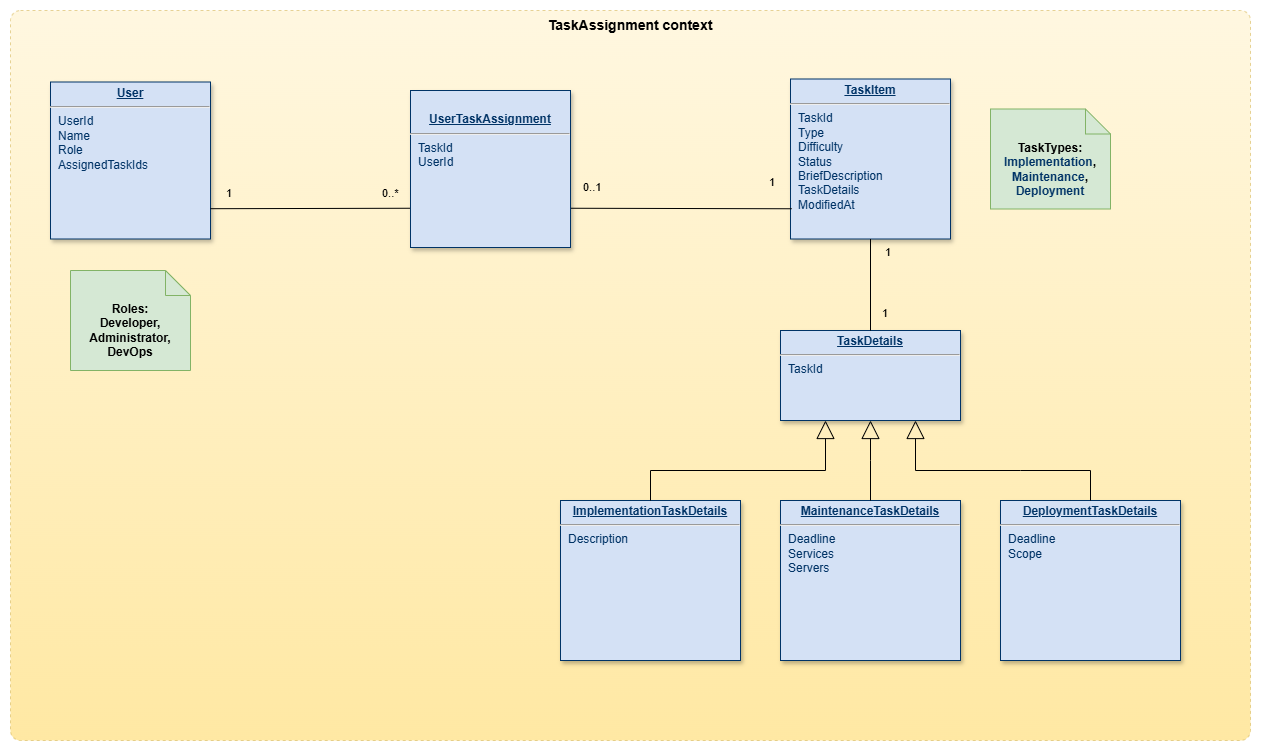 TaskAssignment context
User
UserId
Name
Role
AssignedTaskIds
1
0..*
UserTaskAssignment
TaskId
UserId
0..1
1
TaskItem
TaskId
Type
Difficulty
Status
BriefDescription
TaskDetails
ModifiedAt
TaskTypes:
Implementation,
Maintenance,
Deployment
Roles:
Developer,
Administrator,
DevOps
1
1
TaskDetails
TaskId
ImplementationTaskDetails
Description
MaintenanceTaskDetails
Deadline
Services
Servers
DeploymentTaskDetails
Deadline
Scope